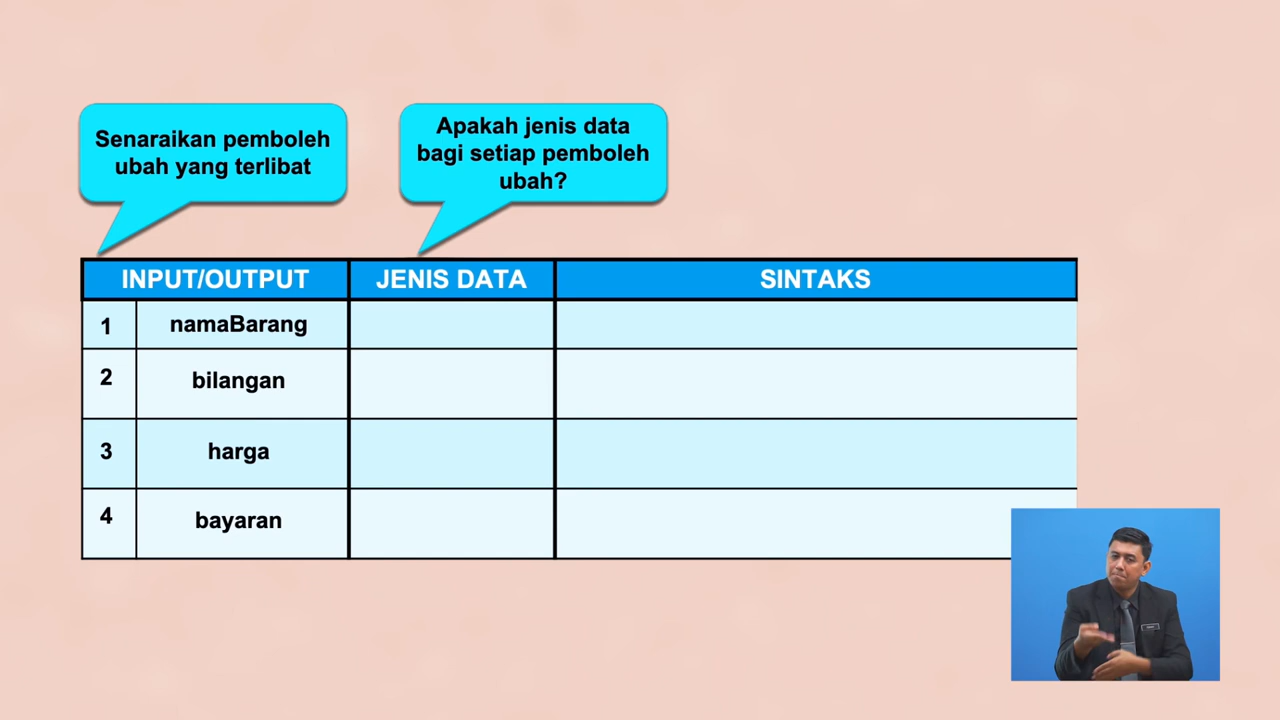 Senaraikan pemboleh
ubah yang terlibat
Apakah jenis data
bagi setiap pemboleh
ubah?
INPUT/OUTPUT JENIS DATA SINTAKS
1 namaBarang
2 bilangan
3 harga
4 bayaran